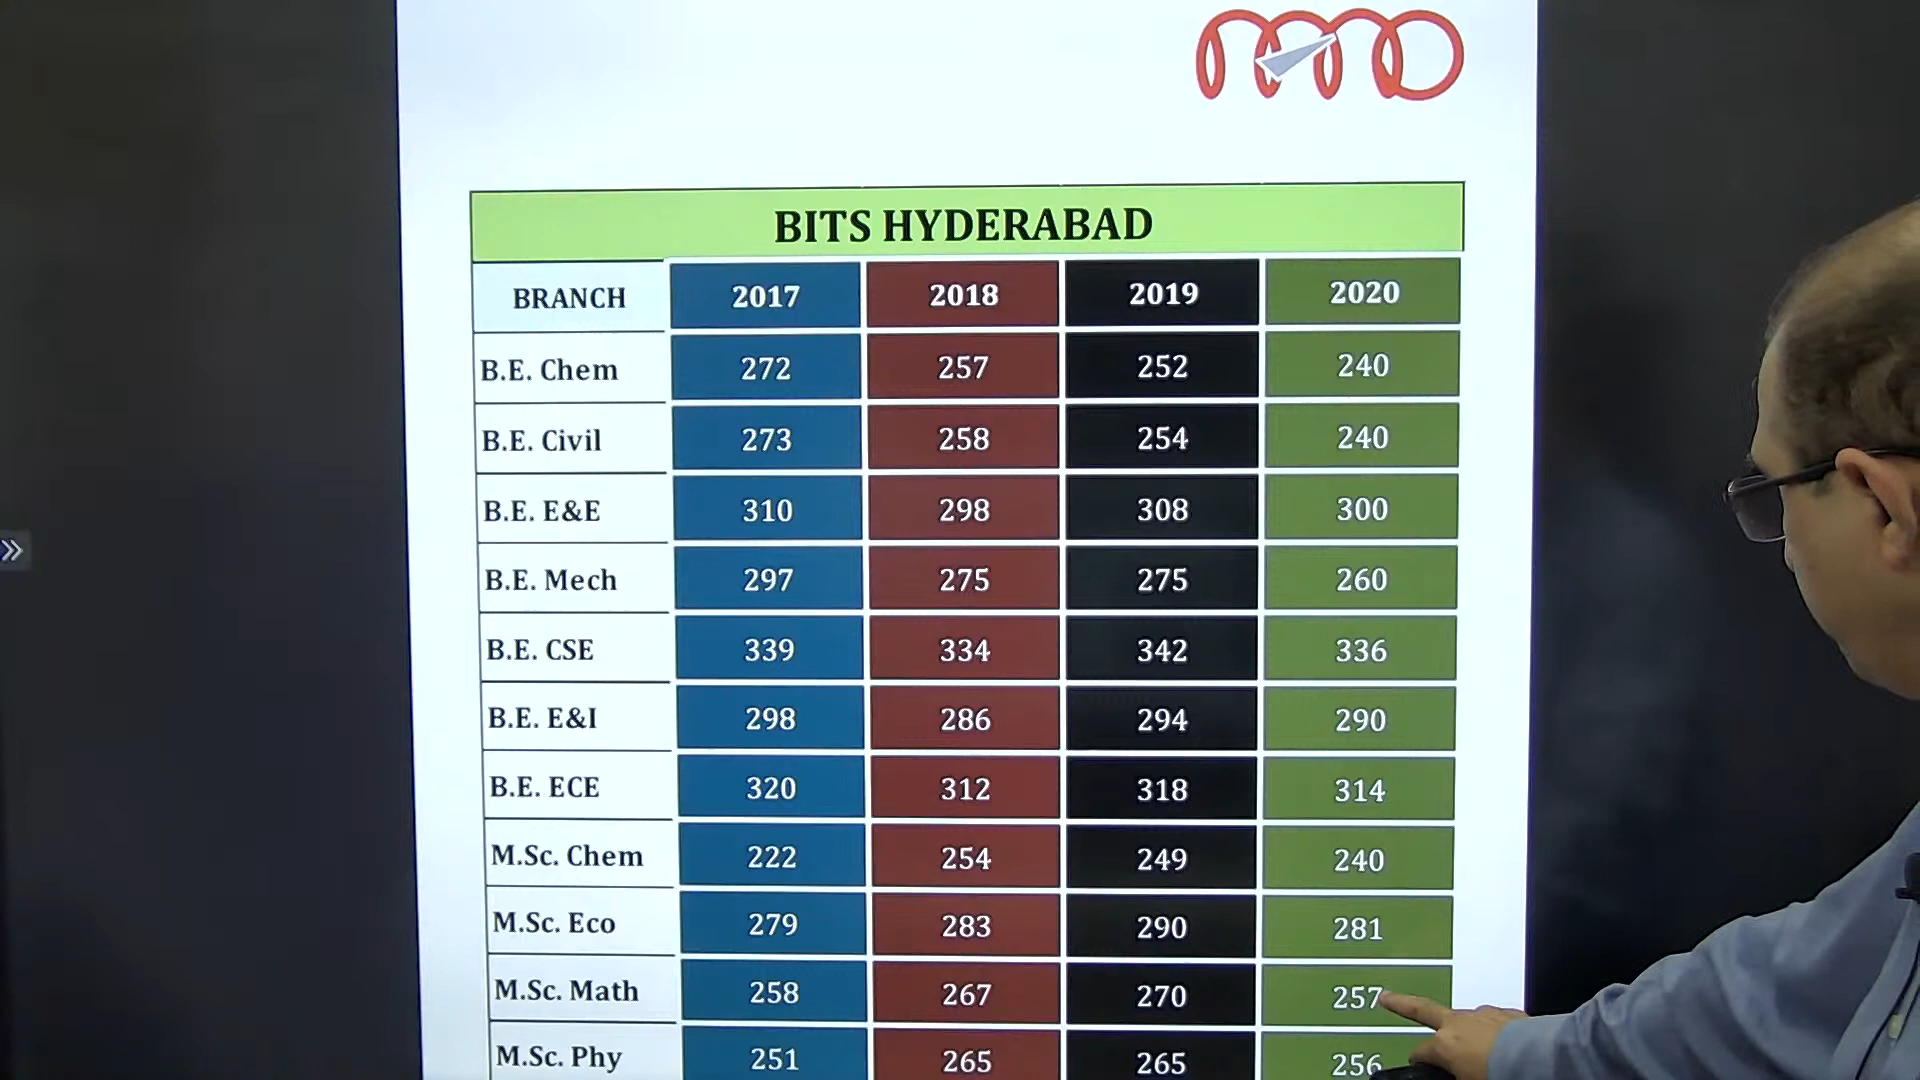 BITS HYDERABAD
BRANCH 2017 2018 2019 2020
B.E. Chem 272 257 252 240
B.E. Civil 273 258 254 240
B.E. E&E 310 298 308 300
B.E. Mech 297 275 275 260
B.E. CSE 339 334 342 336
B.E. E&I 298 286 294 290
B.E. ECE 320 312 318 314
M.Sc. Chem 222 254 249 240
M.Sc. Eco 279 283 290 281
M.Sc. Math 258 267 270 257
M.Sc. Phy 251 265 265 256